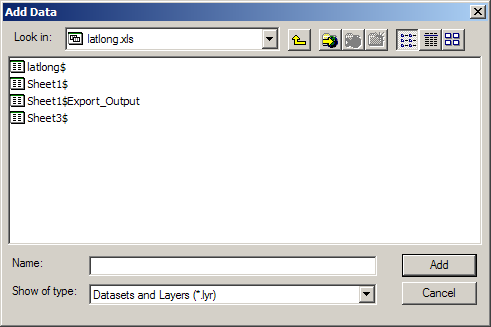 Add Data
Look in: latlong.xls
latlong$
Sheet1$
Sheet1$Export_Output
Sheet3$
Name: Add
Show of type: Datasets and Layers (*.lyr) Cancel